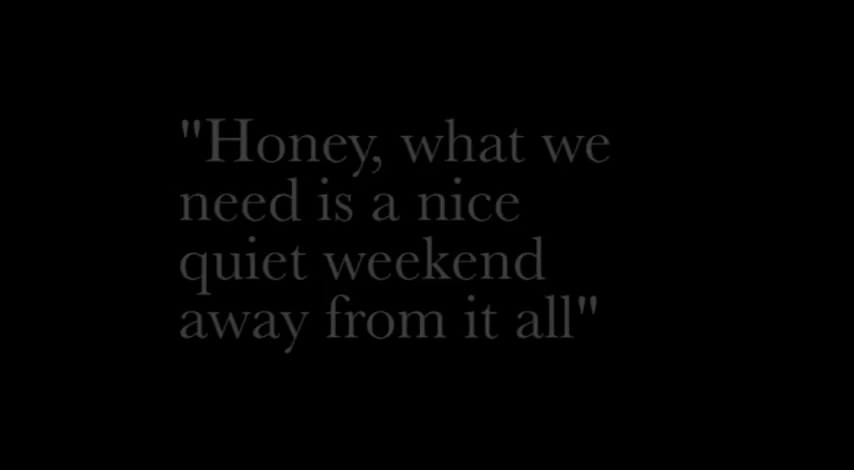 "Honey, what we
need is a nice
quiet weekend
away from it all"